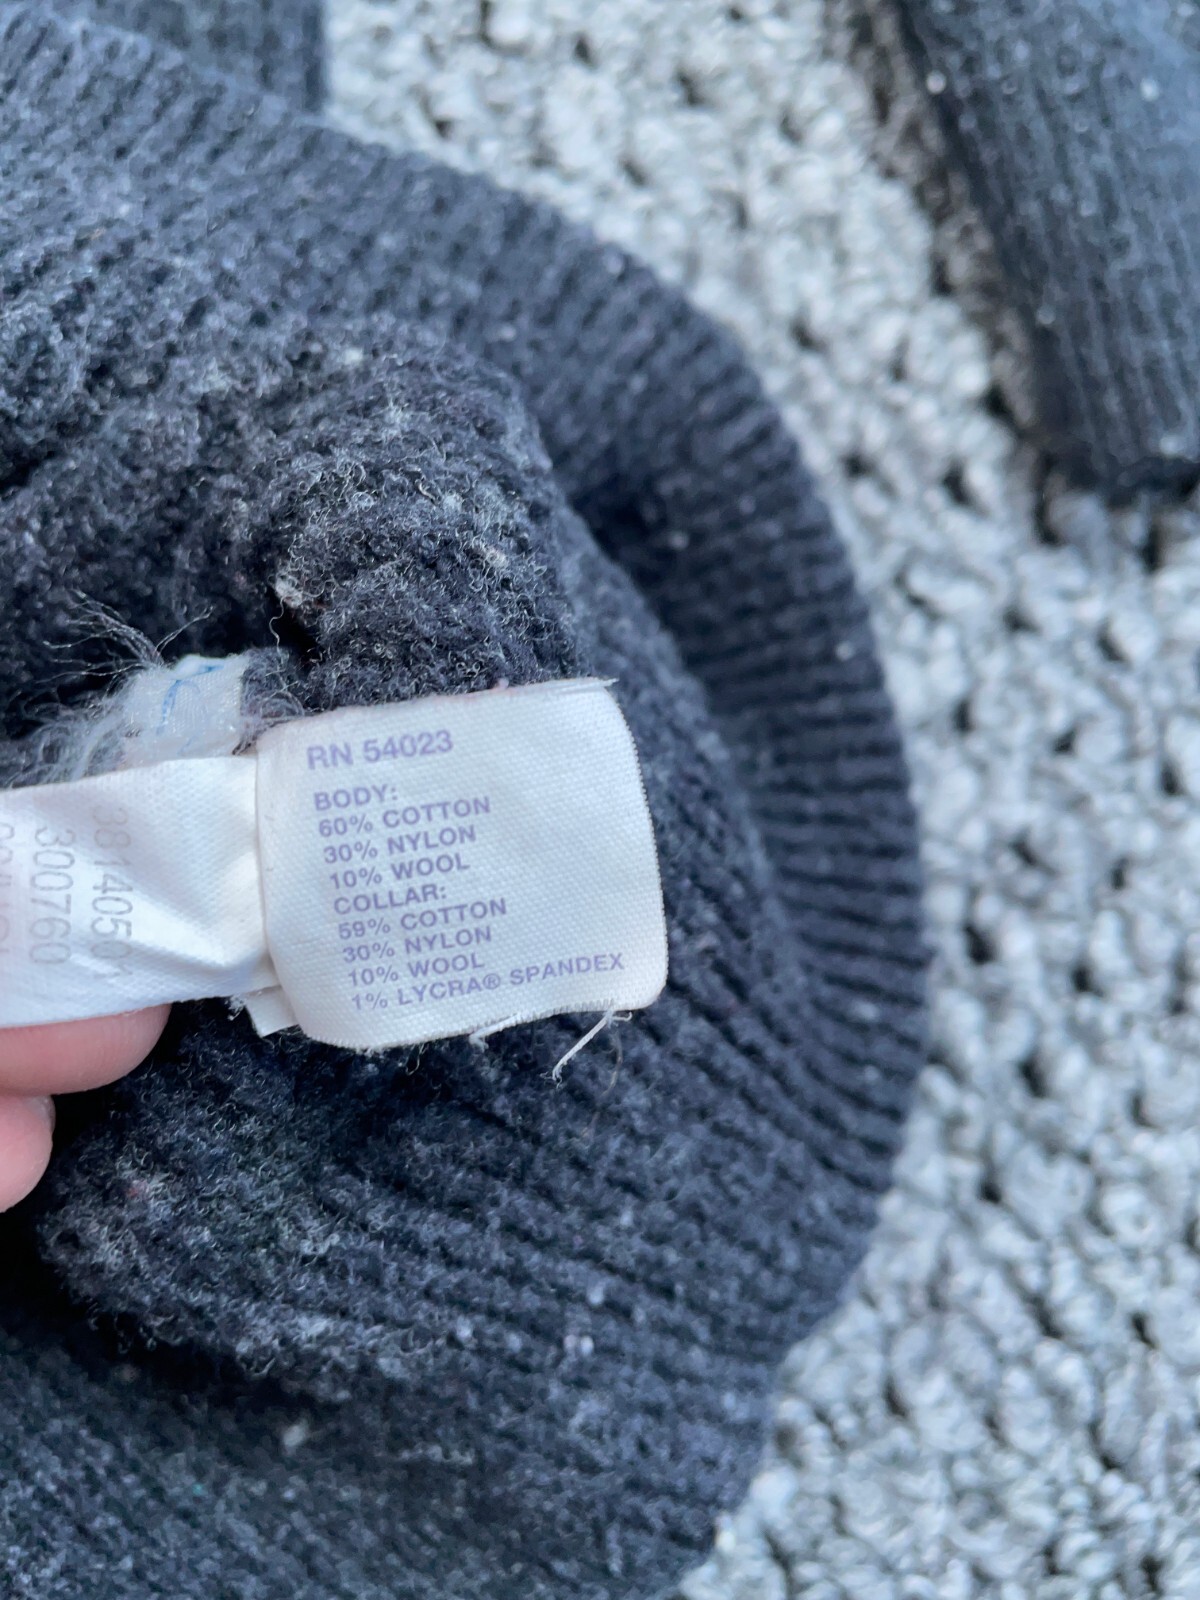 RN 54023
BODY:
60% COTTON
30% NYLON
10% WOOL
COLLAR:
59% COTTON
30% NYLON
10% WOOL
1% LYCRA® SPANDEX
300760